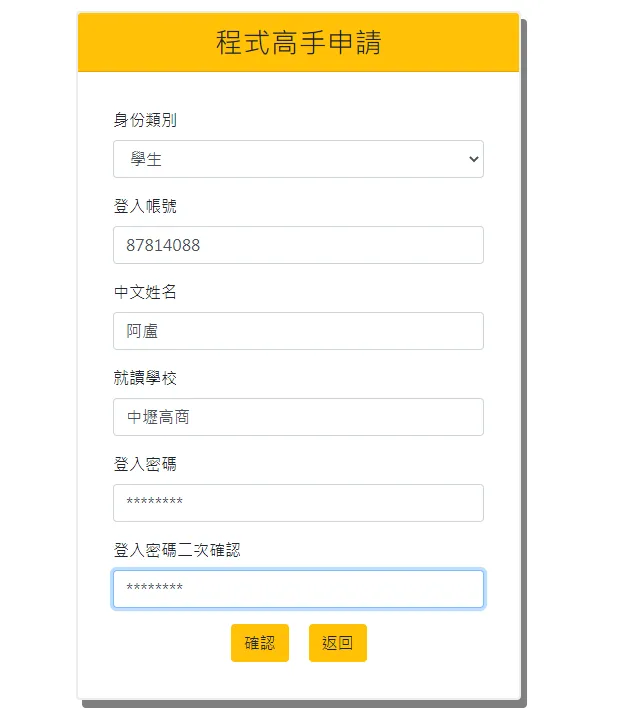 程式高手申請
身份類別
學生
登入帳號
87814088
中文姓名
阿盧
就讀學校
中壢高商
登入密碼
********
登入密碼二次確認
********
確認 返回